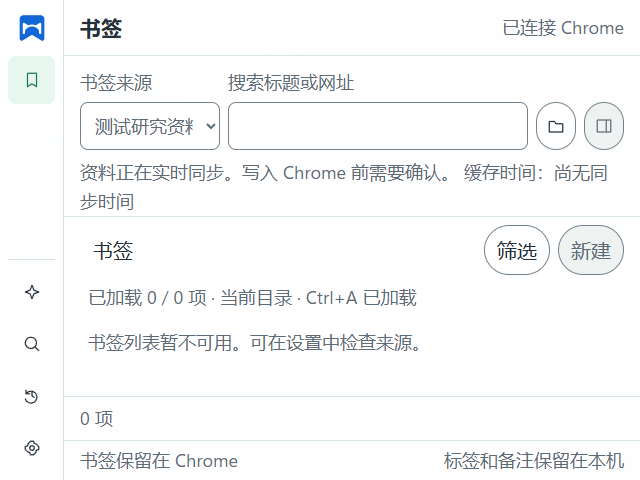 书签
已连接 Chrome
书签来源
搜索标题或网址
测试研究资料
资料正在实时同步。写入 Chrome 前需要确认。 缓存时间：尚无同
步时间
书签
筛选
新建
已加载 0 / 0 项 · 当前目录 · Ctrl+A 已加载
书签列表暂不可用。可在设置中检查来源。
0 项
书签保留在 Chrome
标签和备注保留在本机